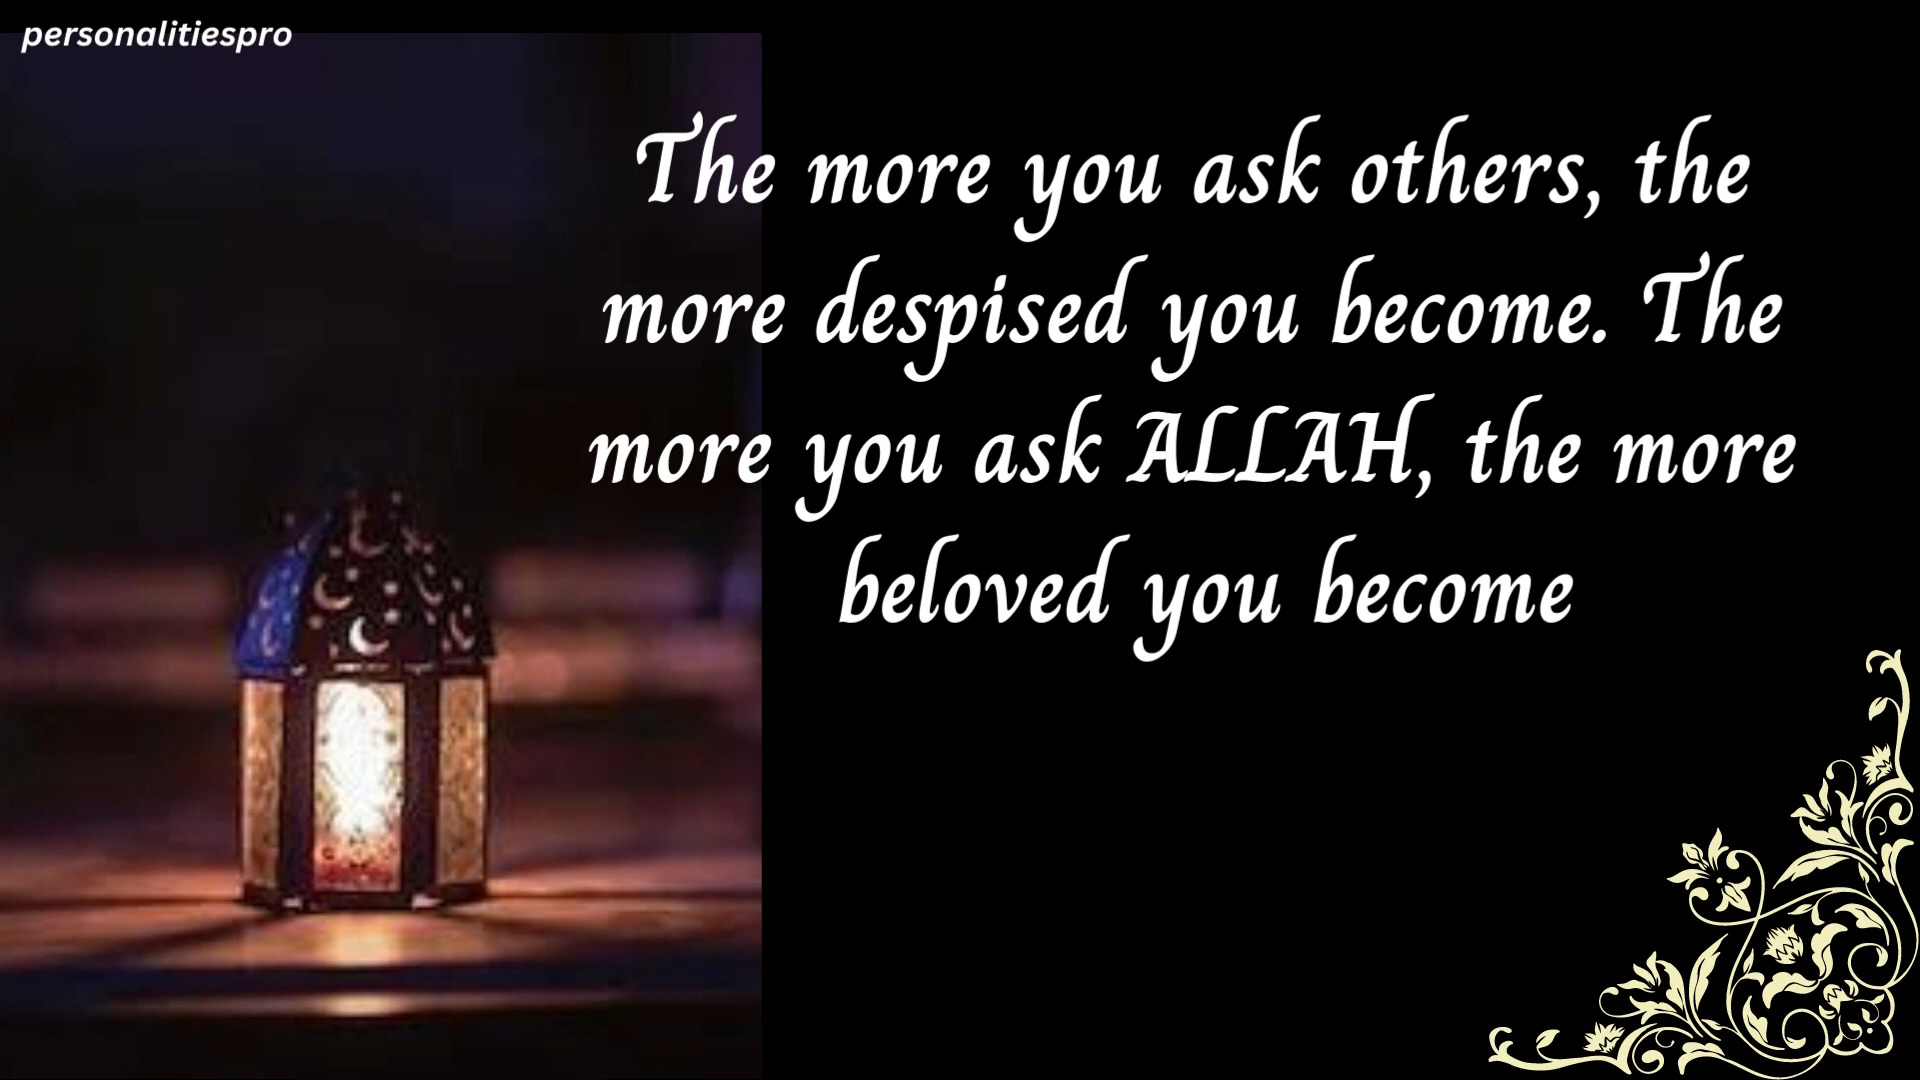 personalitiespro
The more you ask others, the
more despised you become. The
more you ask ALLAH, the more
beloved you become